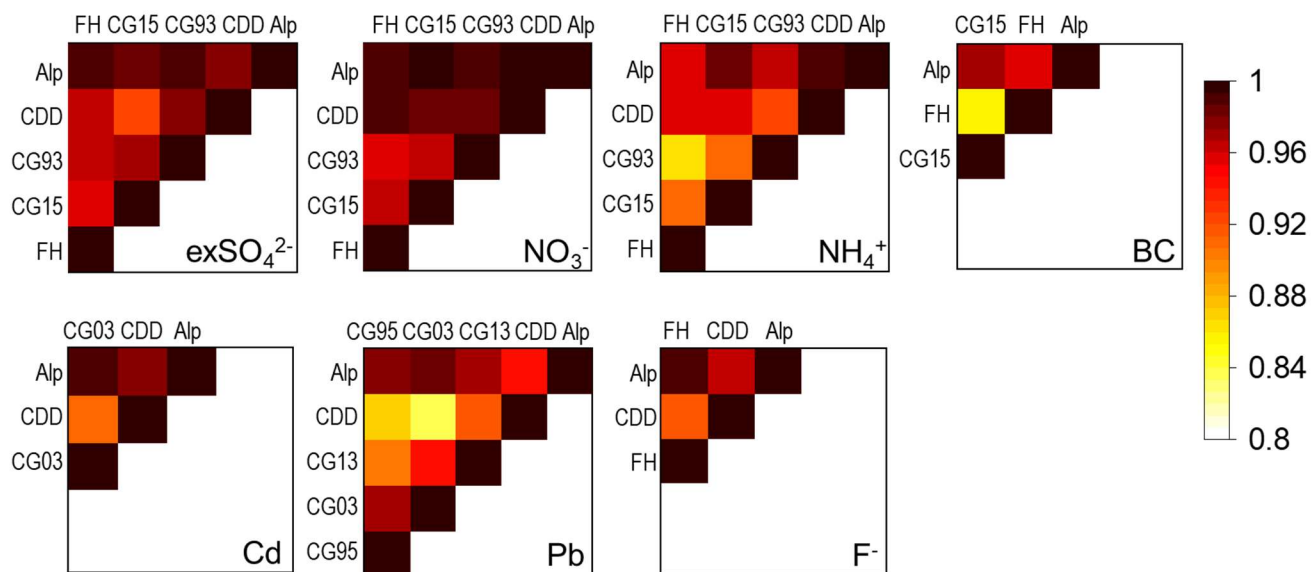 FH CG15 CG93 CDD Alp
Alp
CDD
CG93
CG15
FH
exSO₄²⁻
FH CG15 CG93 CDD Alp
Alp
CDD
CG93
CG15
FH
NO₃⁻
FH CG15 CG93 CDD Alp
Alp
CDD
CG93
CG15
FH
NH₄⁺
CG15 FH Alp
Alp
FH
CG15
BC
1
0.96
0.92
0.88
0.84
0.8
CG03 CDD Alp
Alp
CDD
CG03
Cd
CG95 CG03 CG13 CDD Alp
Alp
CDD
CG13
CG03
CG95
Pb
FH CDD Alp
Alp
CDD
FH
F⁻